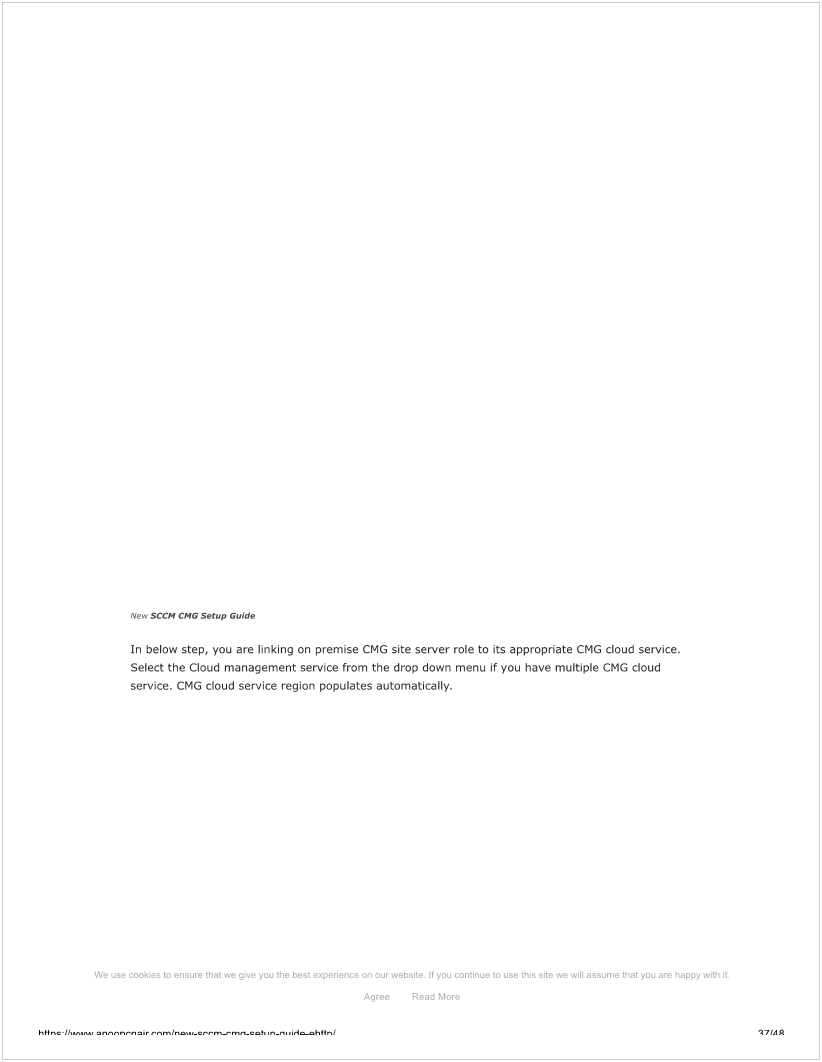 New SCCM CMG Setup Guide
In below step, you are linking on premise CMG site server role to its appropriate CMG cloud service.
Select the Cloud management service from the drop down menu if you have multiple CMG cloud
service. CMG cloud service region populates automatically.
We use cookies to ensure that we give you the best experience on our website. If you continue to use this site we will assume that you are happy with it.
Agree Read More
https://www.anoopcnair.com/new-sccm-cmg-setup-guide-ehttp/ 37/48